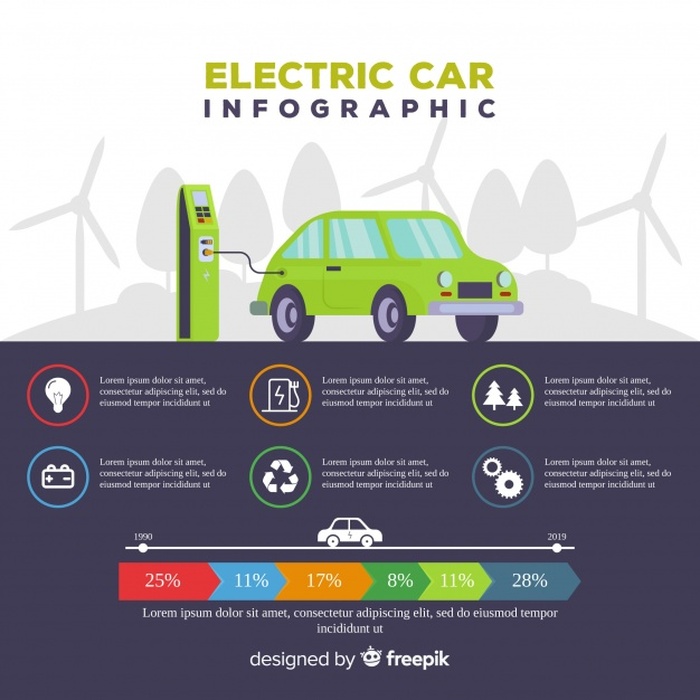 ELECTRIC CAR
INFOGRAPHIC
Lorem ipsum dolor sit amet,
consectetur adipiscing elit, sed do
eiusmod tempor incididunt ut
Lorem ipsum dolor sit amet,
consectetur adipiscing elit, sed do
eiusmod tempor incididunt ut
Lorem ipsum dolor sit amet,
consectetur adipiscing elit, sed do
eiusmod tempor incididunt ut
Lorem ipsum dolor sit amet,
consectetur adipiscing elit, sed do
eiusmod tempor incididunt ut
Lorem ipsum dolor sit amet,
consectetur adipiscing elit, sed do
eiusmod tempor incididunt ut
Lorem ipsum dolor sit amet,
consectetur adipiscing elit, sed do
eiusmod tempor incididunt ut
1990
2019
25% 11% 17% 8% 11% 28%
Lorem ipsum dolor sit amet, consectetur adipiscing elit, sed do eiusmod tempor
incididunt ut
designed by freepik